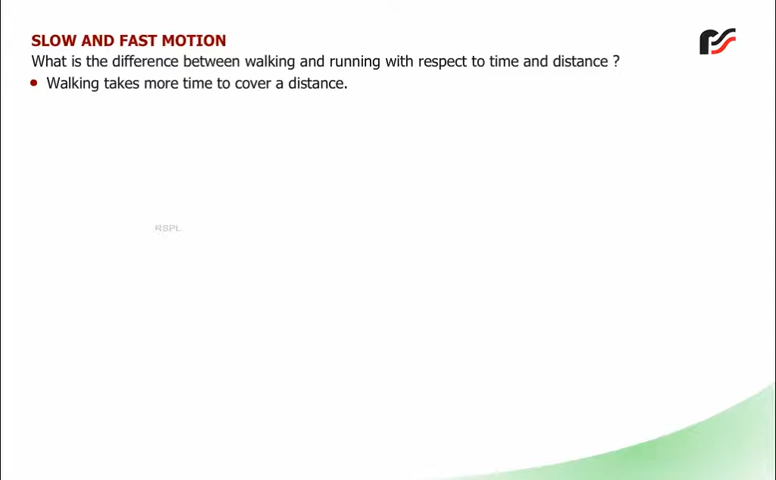 SLOW AND FAST MOTION
What is the difference between walking and running with respect to time and distance ?
• Walking takes more time to cover a distance.
RSPL